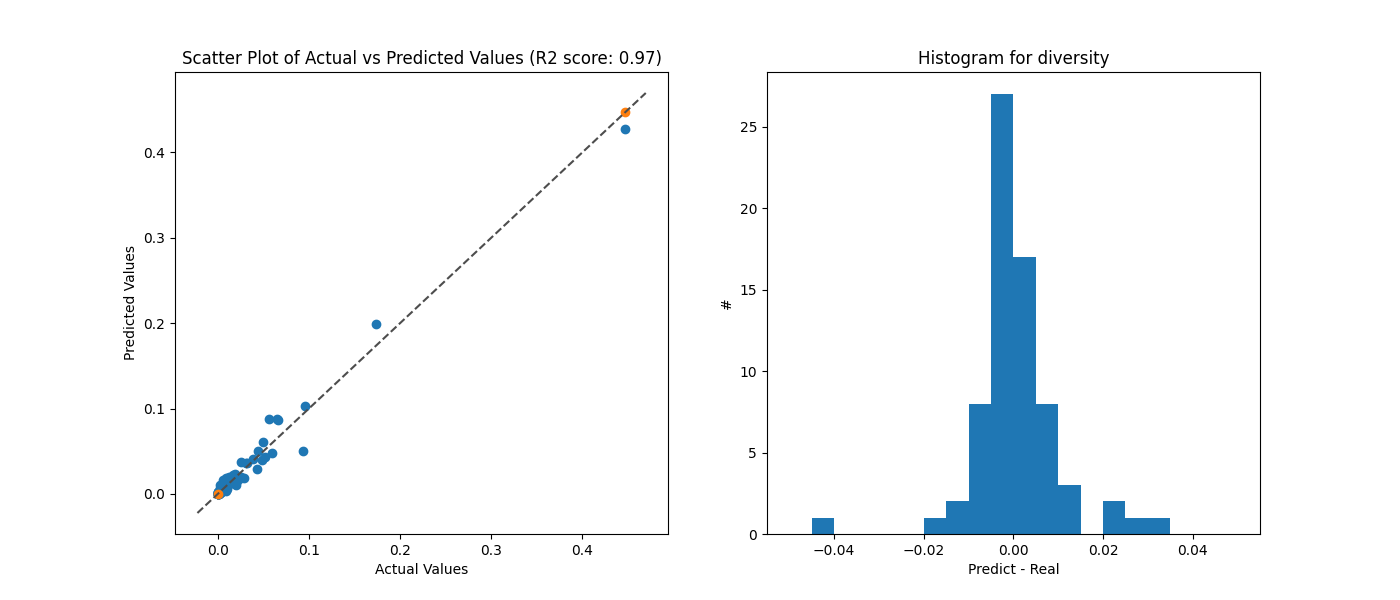 Scatter Plot of Actual vs Predicted Values (R2 score: 0.97)
Predicted Values
0.4
0.3
0.2
0.1
0.0
0.0 0.1 0.2 0.3 0.4
Actual Values
Histogram for diversity
#
25
20
15
10
5
0
−0.04 −0.02 0.00 0.02 0.04
Predict - Real